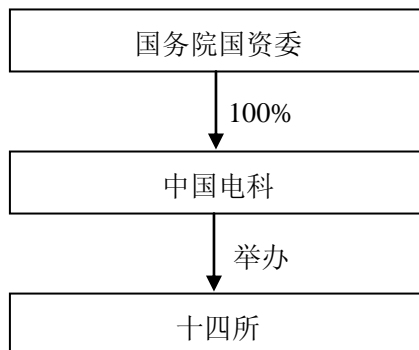 国务院国资委
100%
中国电科
举办
十四所